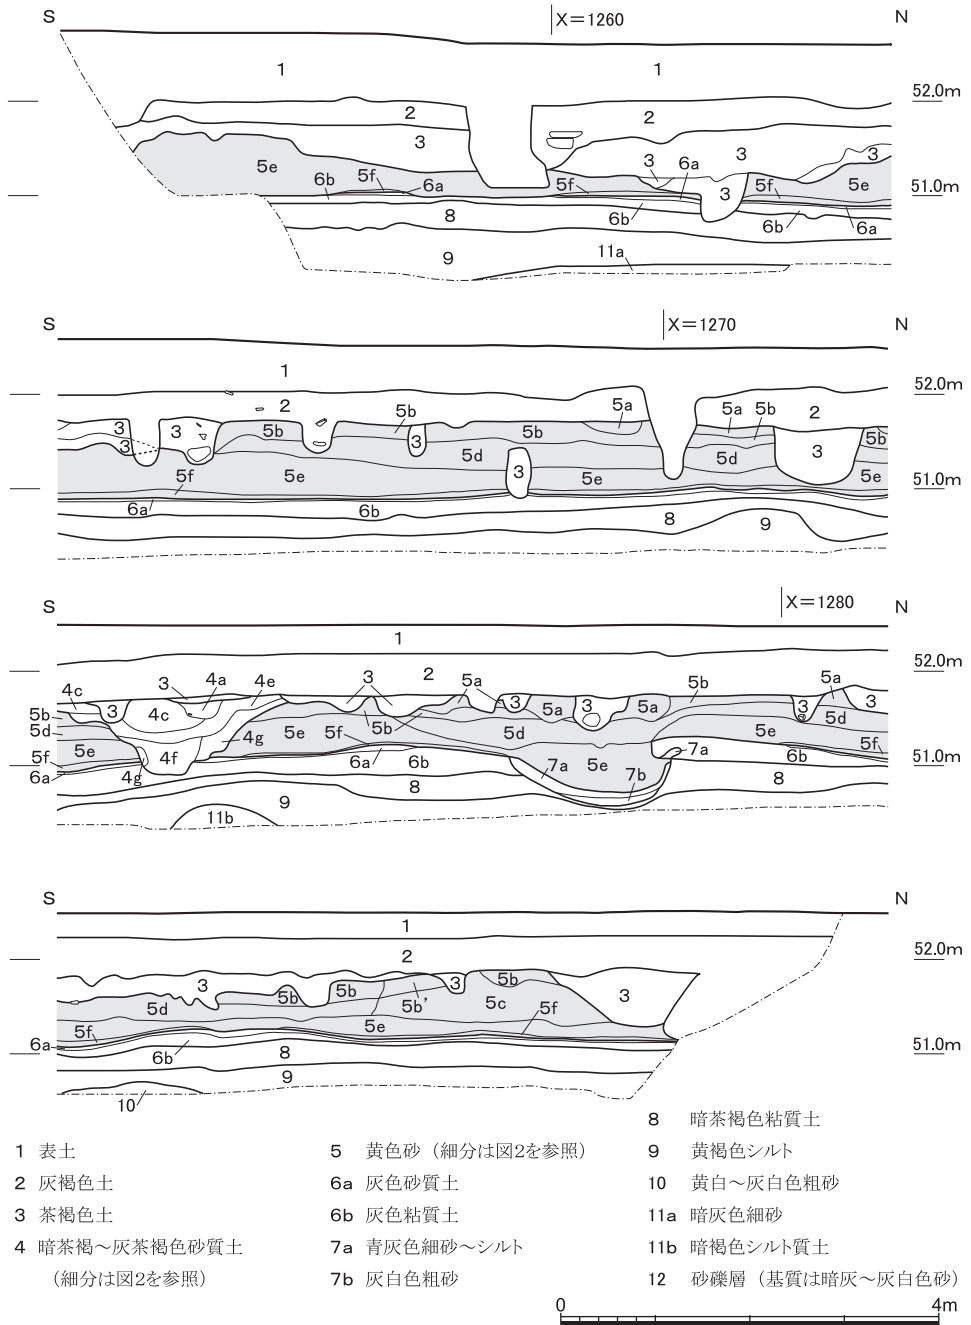 S
X=1260
N
1
1
52.0m
2
2
3
3
3
3
6a
5e
6b
5f
6a
5f
3
5f
5e
51.0m
8
6b
6b
6a
9
11a
S
X=1270
N
1
52.0m
2
5b
5a
5a
5b
2
3
3
3
5b
3
5b
5d
3
5d
3
5b
5f
5e
5e
5e
51.0m
6a
6b
8
9
S
X=1280
N
1
52.0m
4c
3
4a
4e
3
2
5a
5b
5a
5b
3
4c
5a
3
5a
3
3
5d
5e
4g
5e
5f
5b
5d
5d
5e
5f
4f
6b
5f
51.0m
6a
4g
6a
6b
7a
5e
7b
7a
8
8
9
11b
S
N
1
52.0m
2
3
5b
5b
3
5b
5d
5b'
5c
3
5f
5e
5f
6a
6b
8
51.0m
9
10
1 表土
2 灰褐色土
3 茶褐色土
4 暗茶褐～灰茶褐色砂質土
(細分は図2を参照)
5 黄色砂 (細分は図2を参照)
6a 灰色砂質土
6b 灰色粘質土
7a 青灰色細砂～シルト
7b 灰白色粗砂
8 暗茶褐色粘質土
9 黄褐色シルト
10 黄白～灰白色粗砂
11a 暗灰色細砂
11b 暗褐色シルト質土
12 砂礫層 (基質は暗灰～灰白色砂)
0 4m